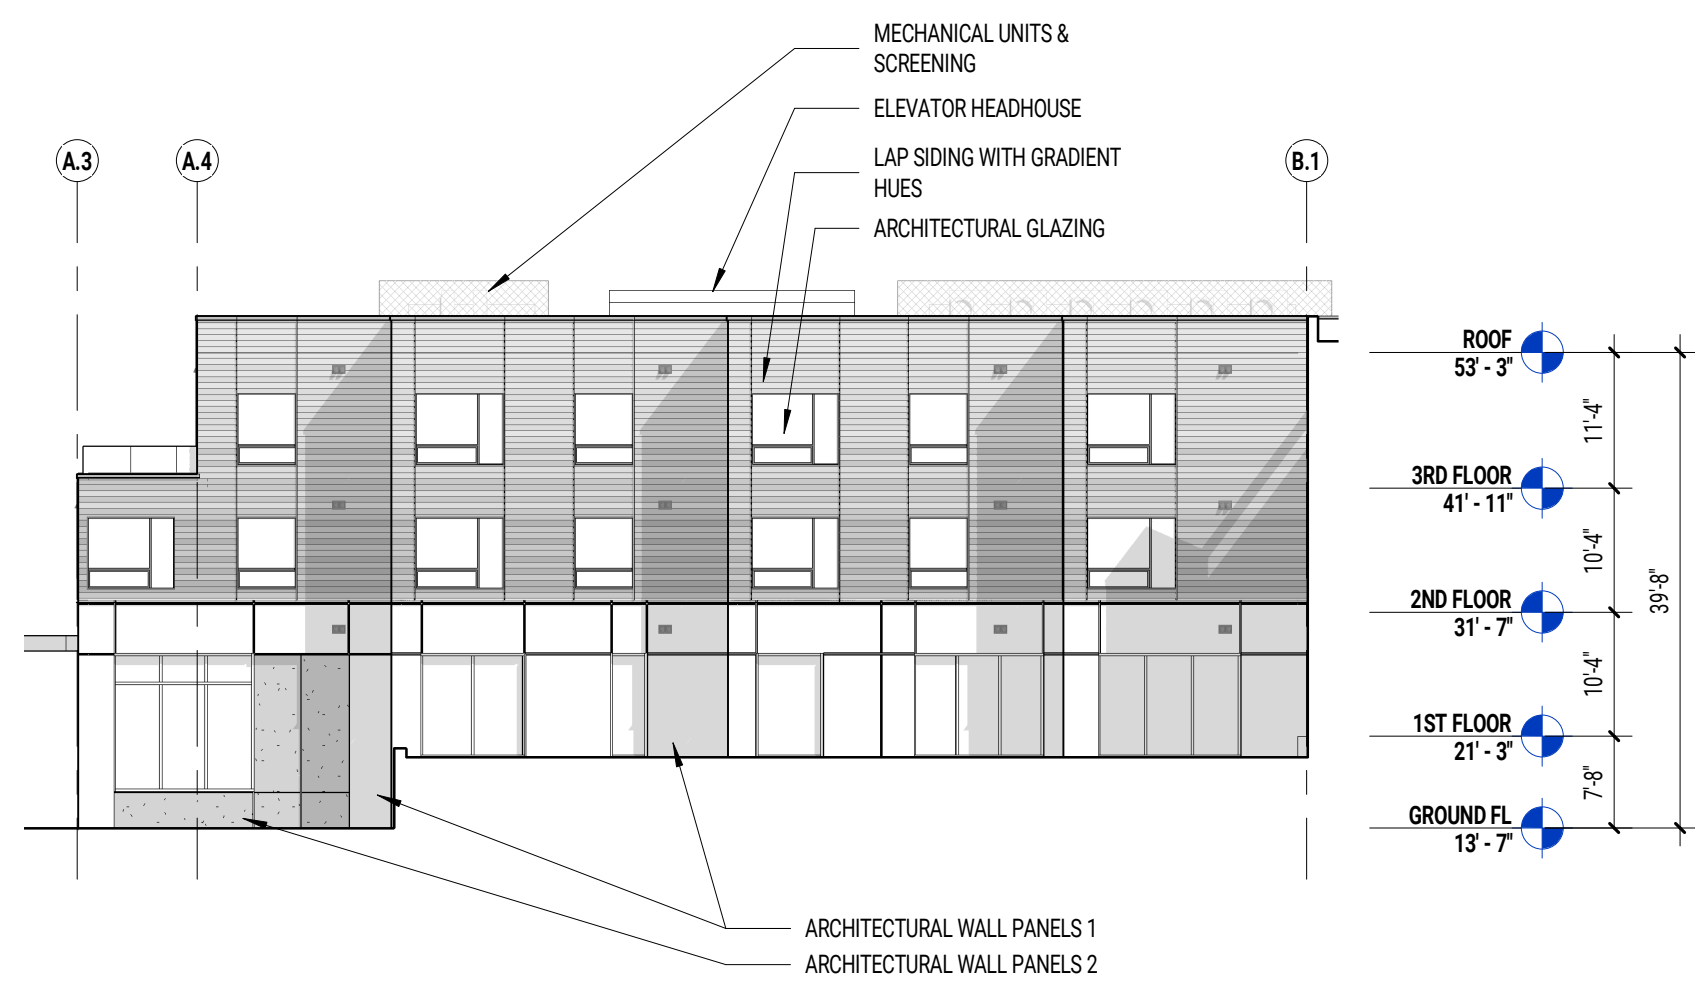 MECHANICAL UNITS &
SCREENING
ELEVATOR HEADHOUSE
LAP SIDING WITH GRADIENT
HUES
ARCHITECTURAL GLAZING
A.3
A.4
B.1
ROOF
53' - 3"
11'-4"
3RD FLOOR
41' - 11"
10'-4"
39'-8"
2ND FLOOR
31' - 7"
10'-4"
1ST FLOOR
21' - 3"
7'-8"
GROUND FL
13' - 7"
ARCHITECTURAL WALL PANELS 1
ARCHITECTURAL WALL PANELS 2